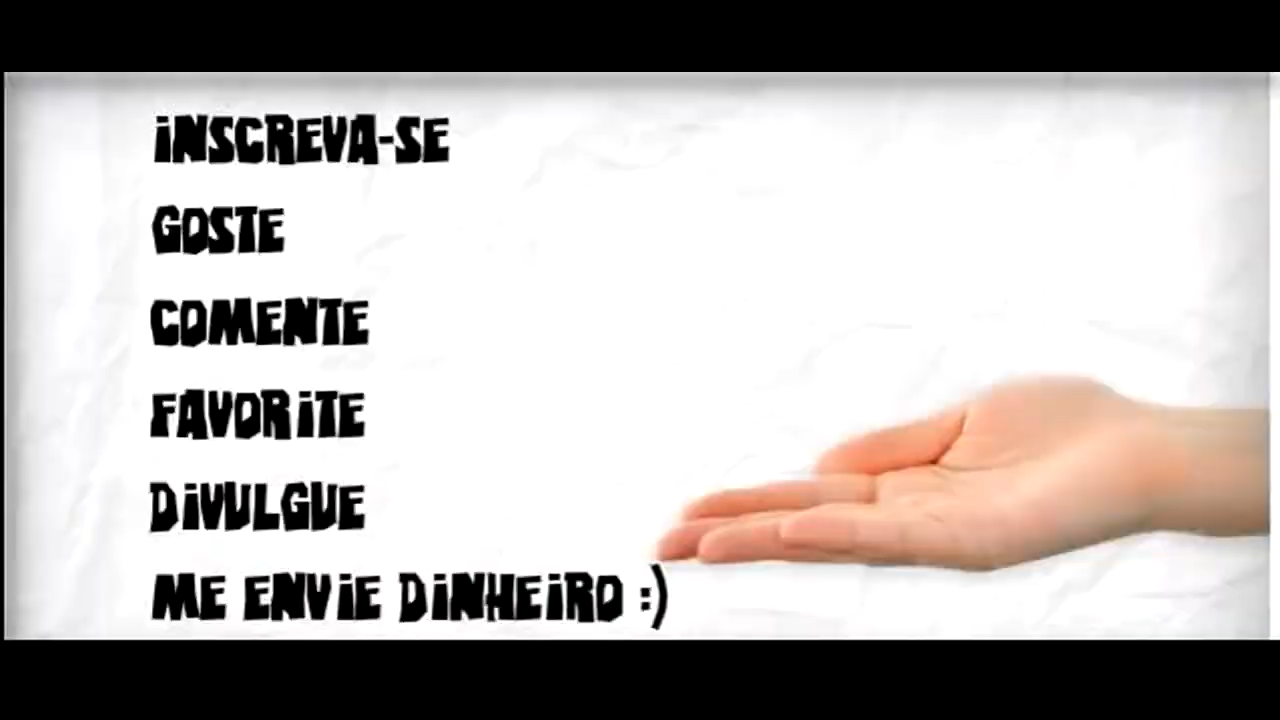 INSCREVA-SE
GOSTE
COMENTE
FAVORITE
DIVULGUE
ME ENVIE DINHEIRO :)